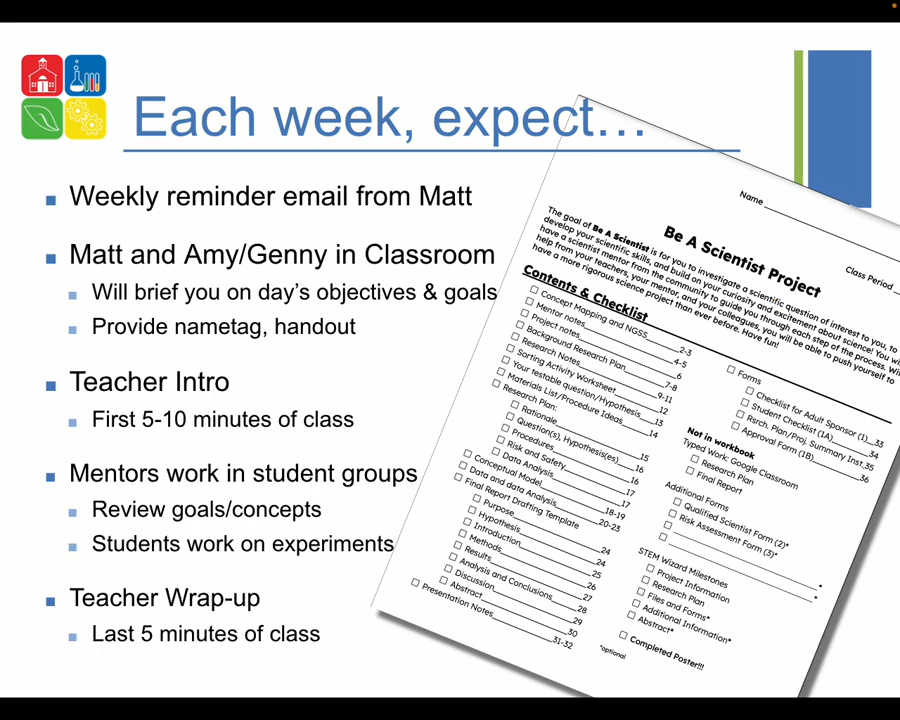 Each week, expect…
Weekly reminder email from Matt
Matt and Amy/Genny in Classroom
Will brief you on day's objectives & goals
Provide nametag, handout
Teacher Intro
First 5-10 minutes of class
Mentors work in student groups
Review goals/concepts
Students work on experiments
Teacher Wrap-up
Last 5 minutes of class
Name
Class Period
Be A Scientist Project
The goal of Be A Scientist is for you to investigate a scientific question of interest to you, to
develop your scientific skills, and build on your curiosity and excitement about science! You wi
have a scientist mentor from the community to guide you through each step of the process. Wi
help from your teachers, your mentor, and your colleagues, you will be able to push yourself to
have a more rigorous science project than ever before. Have fun!
Contents & Checklist
Concept Mapping and NGSS 2-3
Mentor notes 4-5
Project notes 6
Background Research Plan 7-8
Research Notes 9-11
Sorting Activity Worksheet 12
Your testable question/Hypothesis 13
Materials List/Procedure Ideas 14
Research Plan:
Rationale 15
Question(s), Hypothesis(es) 16
Procedures 16
Risk and Safety 17
Data Analysis 17
Conceptual Model 18-19
Data and data Analysis 20-23
Final Report Drafting Template
Purpose 24
Hypothesis 24
Introduction 25
Methods 26
Results 27
Analysis and Conclusions 28
Discussion 29
Abstract 30
Presentation Notes 31-32
Forms
Checklist for Adult Sponsor (1) 33
Student Checklist (1A) 34
Rsrch. Plan/Proj. Summary Inst. 35
Approval Form (1B) 36
Not in workbook
Typed Work: Google Classroom
Research Plan
Final Report
Additional Forms
Qualified Scientist Form (2)*
Risk Assessment Form (3)*
*
*
STEM Wizard Milestones
Project Information
Research Plan
Files and Forms*
Additional Information*
Abstract*
Completed Poster!!!
*optional